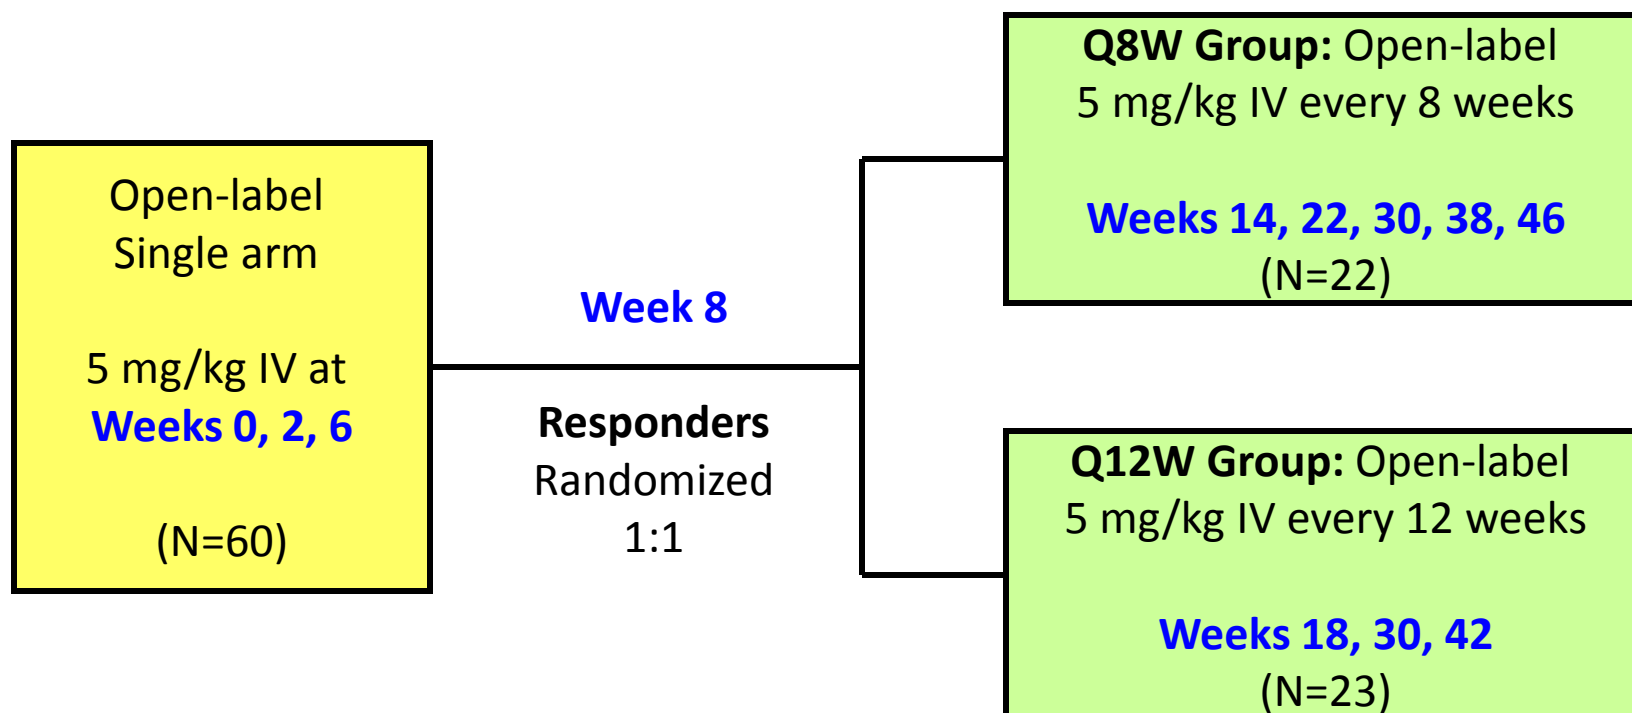 Open-label
Single arm
5 mg/kg IV at
Weeks 0, 2, 6
(N=60)
Week 8
Responders
Randomized
1:1
Q8W Group: Open-label
5 mg/kg IV every 8 weeks
Weeks 14, 22, 30, 38, 46
(N=22)
Q12W Group: Open-label
5 mg/kg IV every 12 weeks
Weeks 18, 30, 42
(N=23)